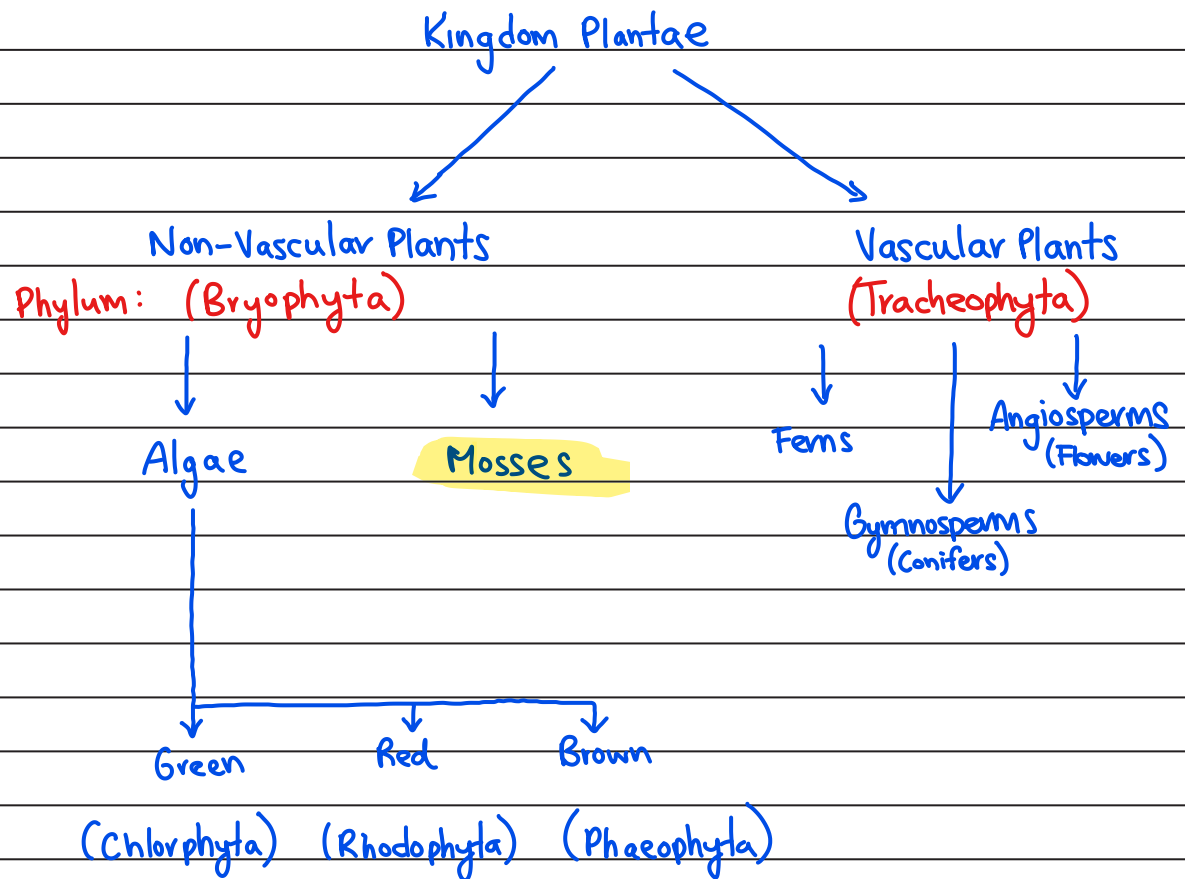 Kingdom Plantae
Non-Vascular Plants
Vascular Plants
Phylum: (Bryophyta)
(Tracheophyta)
Algae
Mosses
Ferns
Angiosperms
(Flowers)
Gymnosperms
(Conifers)
Green
Red
Brown
(Chlorphyta)
(Rhodophyta)
(Phaeophyta)